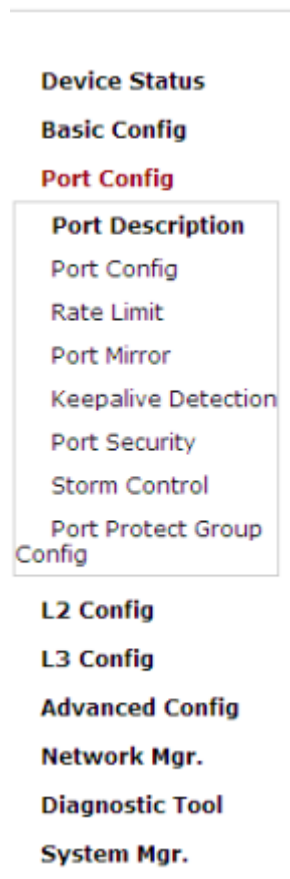 Device Status
Basic Config
Port Config
Port Description
Port Config
Rate Limit
Port Mirror
Keepalive Detection
Port Security
Storm Control
Port Protect Group
Config
L2 Config
L3 Config
Advanced Config
Network Mgr.
Diagnostic Tool
System Mgr.